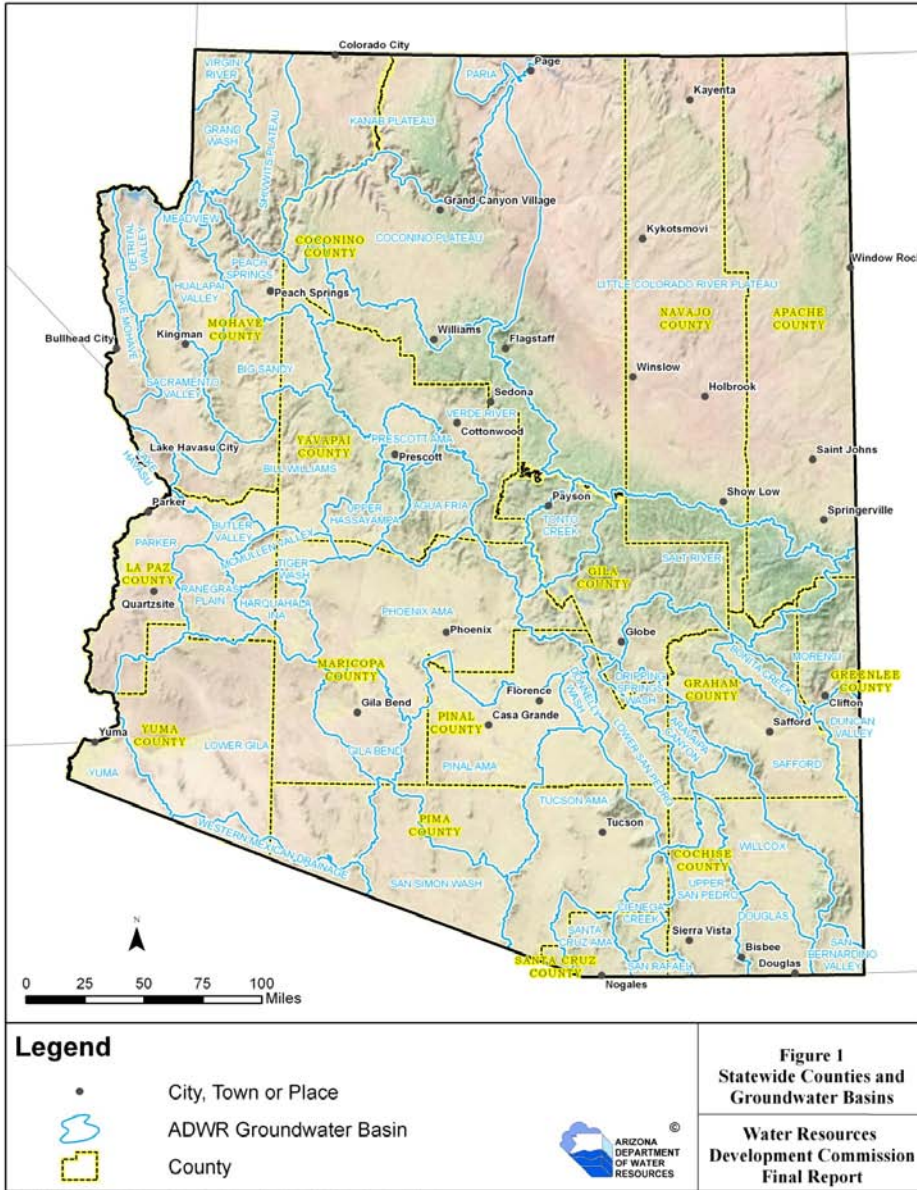 Colorado City
VIRGIN
RIVER
PARIA
Page
Kayenta
GRAND
WASH
SHIVWITS PLATEAU
KANAB PLATEAU
Grand Canyon Village
MEADVIEW
COCONINO PLATEAU
COCONINO
COUNTY
Kykotsmovi
Window Rock
DETRITAL
VALLEY
LAKE MOHAVE
HUALAPAI
VALLEY
PEACH
SPRINGS
Peach Springs
LITTLE COLORADO RIVER PLATEAU
NAVAJO
COUNTY
APACHE
COUNTY
MOHAVE
COUNTY
Bullhead City
Kingman
Williams
Flagstaff
SACRAMENTO
VALLEY
BIG SANDY
Winslow
Holbrook
Sedona
VERDE RIVER
Cottonwood
PRESCOTT AMA
Prescott
YAVAPAI
COUNTY
Lake Havasu City
HAVASU
BILL WILLIAMS
Saint Johns
Parker
Payson
TONTO
CREEK
Show Low
Springerville
UPPER
HASSAYAMPA
AGUA FRIA
BUTLER
VALLEY
MCMULLEN VALLEY
PARKER
TIGER
WASH
SALT RIVER
GILA
COUNTY
LA PAZ
COUNTY
Quartzsite
RANEGRAS
PLAIN
HARQUAHALA
INA
PHOENIX AMA
Phoenix
Globe
DRIPPING
SPRINGS
WASH
BONITA CREEK
MORENCI
MARICOPA
COUNTY
GRAHAM
COUNTY
GREENLEE
COUNTY
Clifton
DUNCAN
VALLEY
Florence
DONNELLY
WASH
LOWER SAN PEDRO
ARAVAIPA
CANYON
Gila Bend
PINAL
COUNTY
Casa Grande
Safford
SAFFORD
Yuma
YUMA
COUNTY
LOWER GILA
GILA BEND
PINAL AMA
YUMA
TUCSON AMA
WESTERN MEXICAN DRAINAGE
PIMA
COUNTY
Tucson
COCHISE
COUNTY
WILLCOX
UPPER
SAN PEDRO
SAN SIMON WASH
CIENEGA
CREEK
DOUGLAS
SANTA
CRUZ AMA
Sierra Vista
Bisbee
SAN
BERNARDINO
VALLEY
SANTA CRUZ
COUNTY
SAN RAFAEL
Douglas
Nogales
N
0 25 50 75 100
Miles
Legend
City, Town or Place
ADWR Groundwater Basin
County
©
ARIZONA
DEPARTMENT
OF WATER
RESOURCES
Figure 1
Statewide Counties and
Groundwater Basins
Water Resources
Development Commission
Final Report